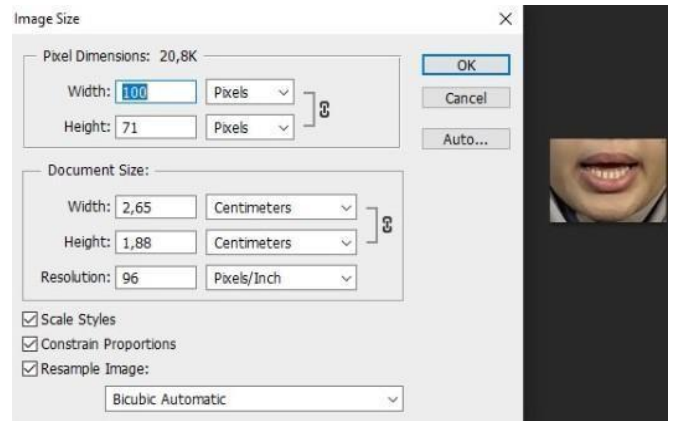 Image Size
Pixel Dimensions: 20,8K
Width: 100 Pixels
Height: 71 Pixels
OK
Cancel
Auto...
Document Size:
Width: 2,65 Centimeters
Height: 1,88 Centimeters
Resolution: 96 Pixels/Inch
Scale Styles
Constrain Proportions
Resample Image:
Bicubic Automatic